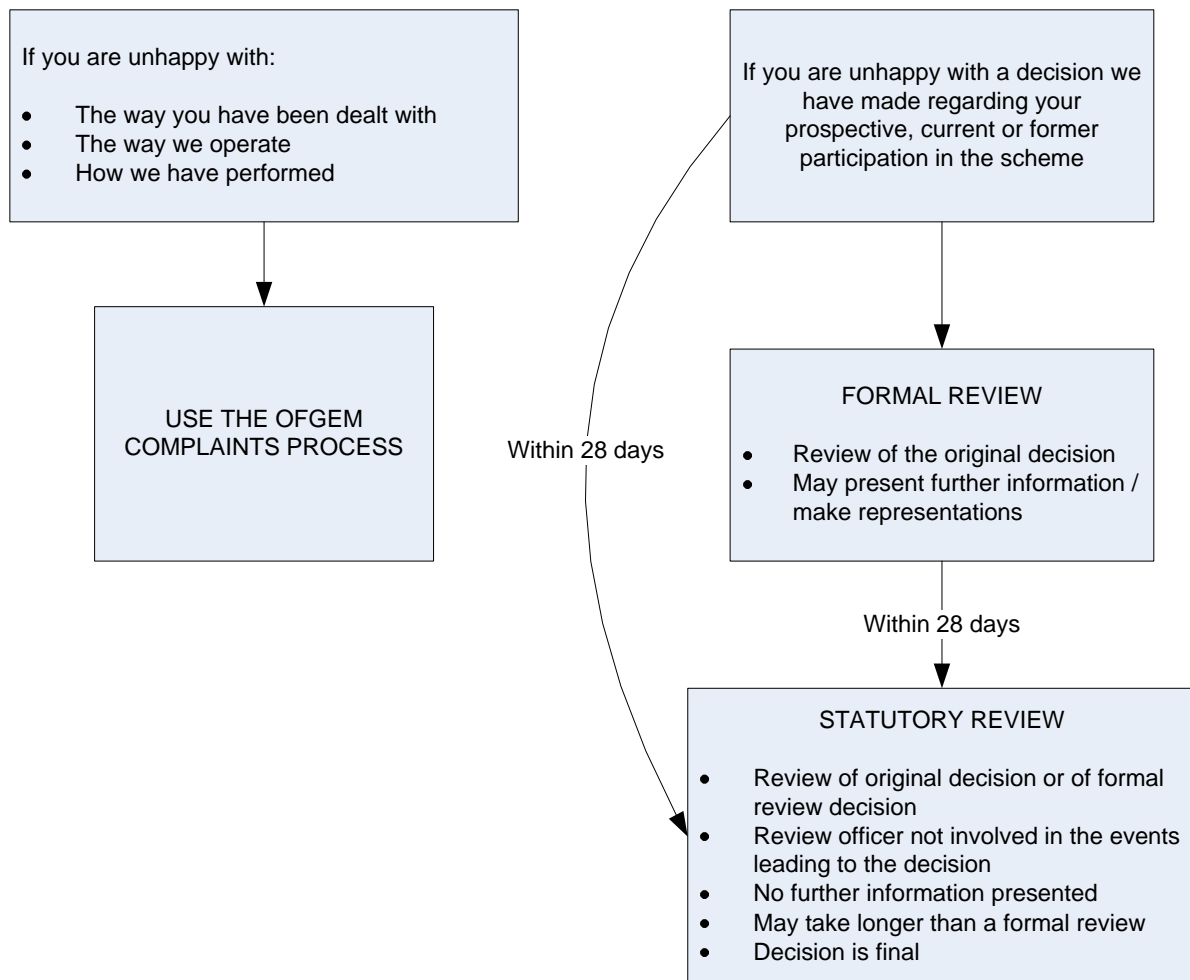 If you are unhappy with:
• The way you have been dealt with
• The way we operate
• How we have performed
USE THE OFGEM
COMPLAINTS PROCESS
If you are unhappy with a decision we
have made regarding your
prospective, current or former
participation in the scheme
Within 28 days
FORMAL REVIEW
• Review of the original decision
• May present further information /
make representations
Within 28 days
STATUTORY REVIEW
• Review of original decision or of formal
review decision
• Review officer not involved in the events
leading to the decision
• No further information presented
• May take longer than a formal review
• Decision is final